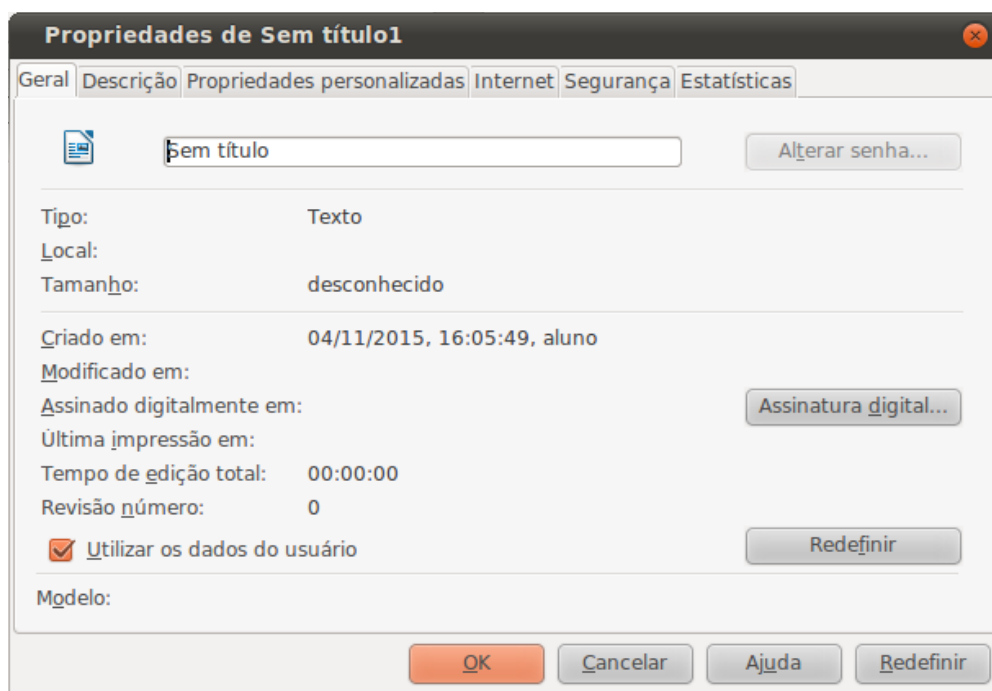 Propriedades de Sem título1
Geral Descrição Propriedades personalizadas Internet Segurança Estatísticas
Sem título Alterar senha...
Tipo: Texto
Local:
Tamanho: desconhecido
Criado em: 04/11/2015, 16:05:49, aluno
Modificado em:
Assinado digitalmente em: Assinatura digital...
Última impressão em:
Tempo de edição total: 00:00:00
Revisão número: 0
Utilizar os dados do usuário Redefinir
Modelo:
OK Cancelar Ajuda Redefinir